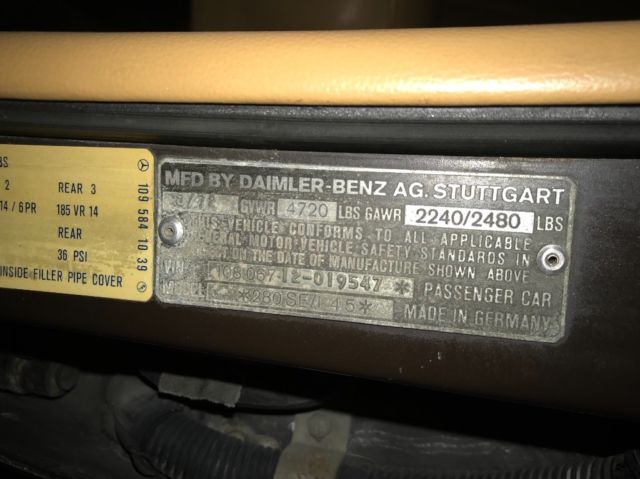 BS
2 REAR 3
14/6PR 185 VR 14
REAR
36 PSI
INSIDE FILLER PIPE COVER
109 584 10 39
MFD BY DAIMLER-BENZ AG. STUTTGART
GVWR 4720 LBS GAWR 2240/2480 LBS
THIS VEHICLE CONFORMS TO ALL APPLICABLE
FEDERAL MOTOR VEHICLE SAFETY STANDARDS IN
ON THE DATE OF MANUFACTURE SHOWN ABOVE.
VIN 108 067-12-019547 * PASSENGER CAR
MODEL *280 SE/L 4.5* MADE IN GERMANY